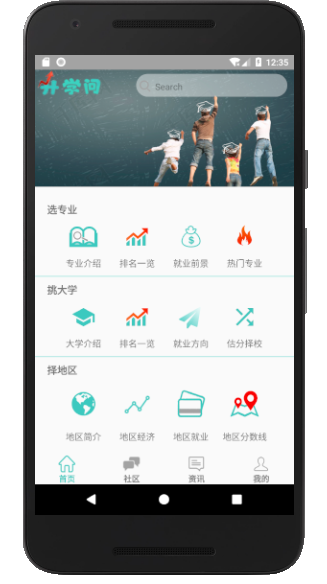 12:35
升学问
Search
选专业
专业介绍 排名一览 就业前景 热门专业
挑大学
大学介绍 排名一览 就业方向 估分择校
择地区
地区简介 地区经济 地区就业 地区分数线
首页 社区 资讯 我的